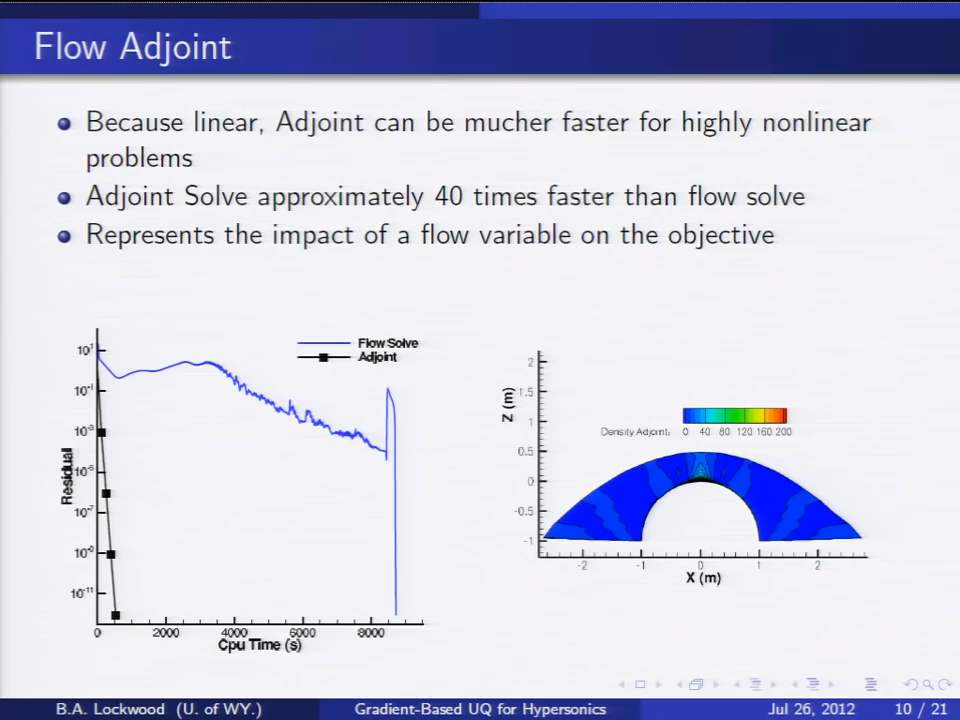 Flow Adjoint
Because linear, Adjoint can be mucher faster for highly nonlinear
problems
Adjoint Solve approximately 40 times faster than flow solve
Represents the impact of a flow variable on the objective
Flow Solve
Adjoint
10¹
10⁻¹
10⁻³
10⁻⁵
10⁻⁷
10⁻⁹
10⁻¹¹
Residual
0 2000 4000 6000 8000
Cpu Time (s)
2
1.5
1
0.5
0
-0.5
-1
Z (m)
Density Adjoint: 0 40 80 120 160 200
-2 -1 0 1 2
X (m)
B.A. Lockwood (U. of WY.) Gradient-Based UQ for Hypersonics Jul 26, 2012 10 / 21